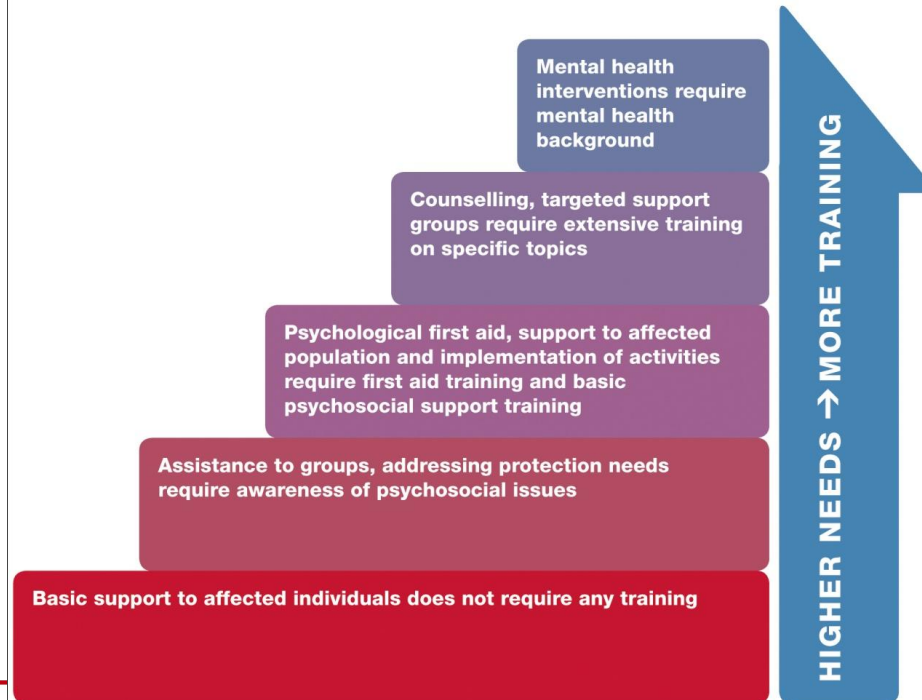 Mental health
interventions require
mental health
background
Counselling, targeted support
groups require extensive training
on specific topics
Psychological first aid, support to affected
population and implementation of activities
require first aid training and basic
psychosocial support training
Assistance to groups, addressing protection needs
require awareness of psychosocial issues
Basic support to affected individuals does not require any training
HIGHER NEEDS → MORE TRAINING